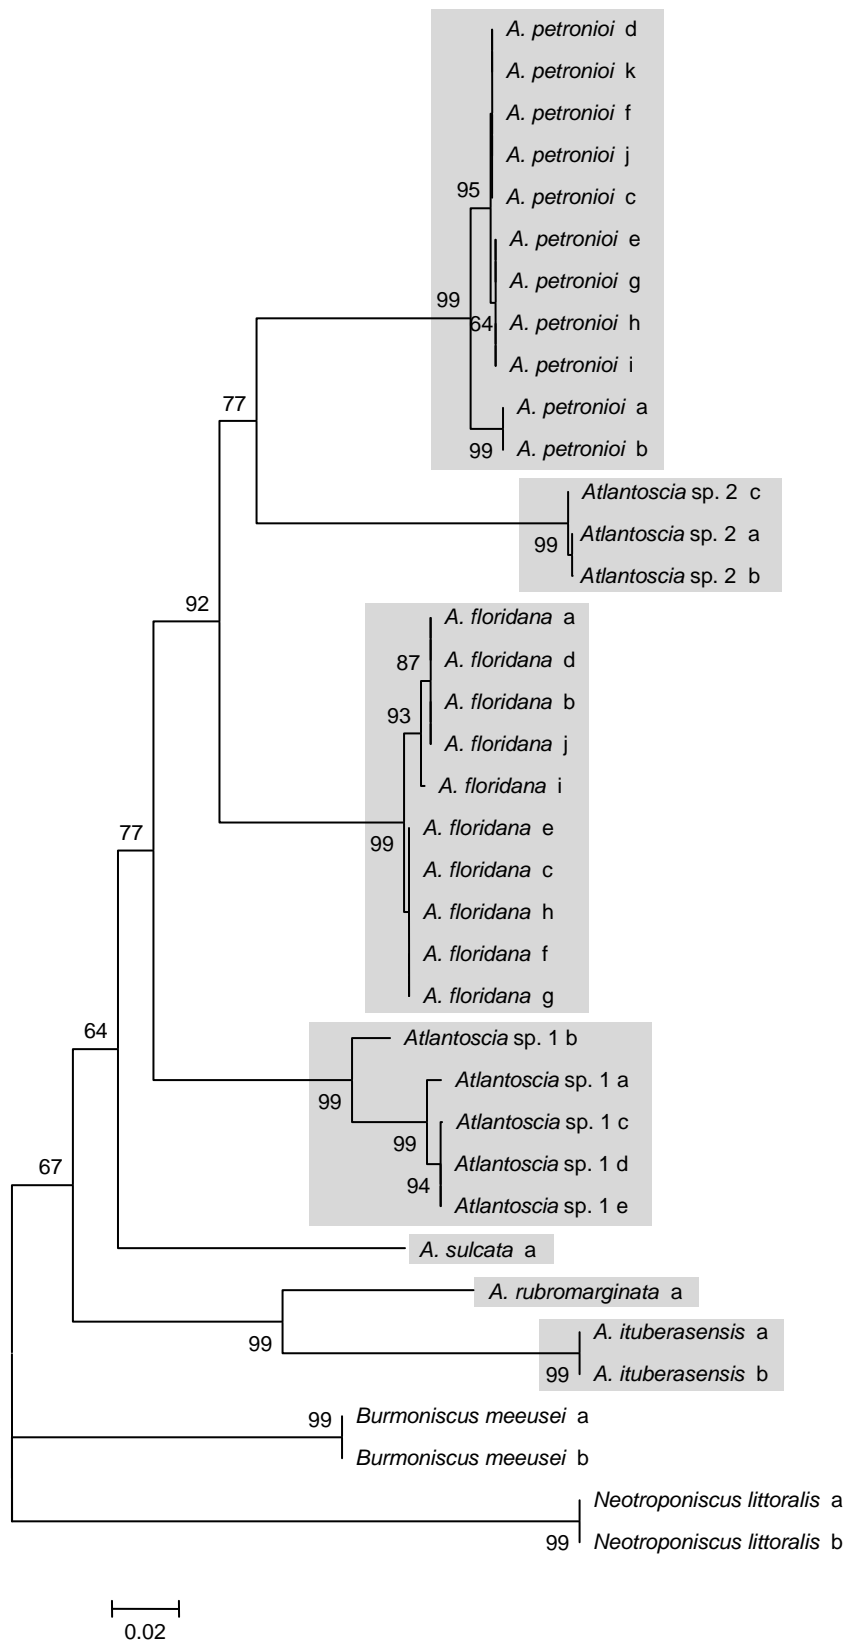 A. petronioi d
A. petronioi k
A. petronioi f
A. petronioi j
95
A. petronioi c
A. petronioi e
A. petronioi g
99
64
A. petronioi h
A. petronioi i
77
A. petronioi a
99
A. petronioi b
Atlantoscia sp. 2 c
Atlantoscia sp. 2 a
99
Atlantoscia sp. 2 b
92
A. floridana a
87
A. floridana d
A. floridana b
93
A. floridana j
A. floridana i
77
A. floridana e
99
A. floridana c
A. floridana h
A. floridana f
A. floridana g
64
Atlantoscia sp. 1 b
Atlantoscia sp. 1 a
99
Atlantoscia sp. 1 c
99
67
Atlantoscia sp. 1 d
94
Atlantoscia sp. 1 e
A. sulcata a
A. rubromarginata a
99
A. ituberasensis a
99
A. ituberasensis b
99
Burmoniscus meeusei a
Burmoniscus meeusei b
Neotroponiscus littoralis a
99
Neotroponiscus littoralis b
0.02